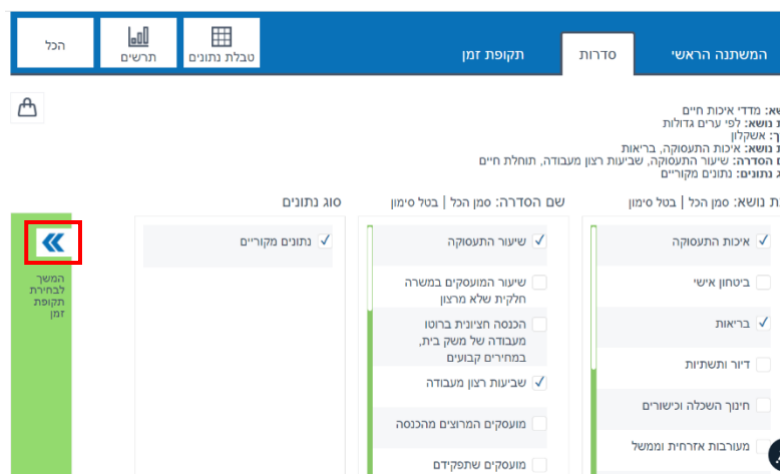 המשתנה הראשי
סדרות
תקופת זמן
טבלת נתונים
תרשים
הכל
שא: מדדי איכות חיים
ת נושא: לפי ערים גדולות
ך: אשקלון
ת נושא: איכות התעסוקה, בריאות
ם הסדרה: שיעור התעסוקה, שביעות רצון מעבודה, תוחלת חיים
ג נתונים: נתונים מקוריים
ת נושא: סמן הכל | בטל סימון
איכות התעסוקה
ביטחון אישי
בריאות
דיור ותשתיות
חינוך השכלה וכישורים
מעורבות אזרחית וממשל
שם הסדרה: סמן הכל | בטל סימון
שיעור התעסוקה
שיעור המועסקים במשרה
חלקית שלא מרצון
הכנסה חציונית ברוטו
מעבודה של משק בית,
במחירים קבועים
שביעות רצון מעבודה
מועסקים המרוצים מהכנסה
מועסקים שתפקידם
סוג נתונים
נתונים מקוריים
המשך
לבחירת
תקופת
זמן